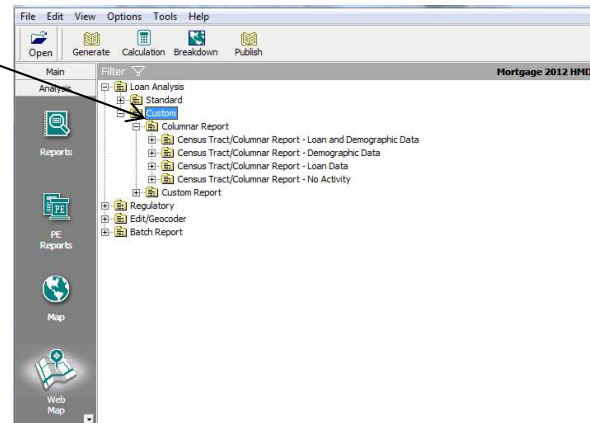 File Edit View Options Tools Help
Open Generate Calculation Breakdown Publish
Main
Analysis
Reports
PE
PE
Reports
Map
Web
Map
Filter Mortgage 2012 HMD
Loan Analysis
Standard
Custom
Columnar Report
Census Tract/Columnar Report - Loan and Demographic Data
Census Tract/Columnar Report - Demographic Data
Census Tract/Columnar Report - Loan Data
Census Tract/Columnar Report - No Activity
Custom Report
Regulatory
Edit/Geocoder
Batch Report